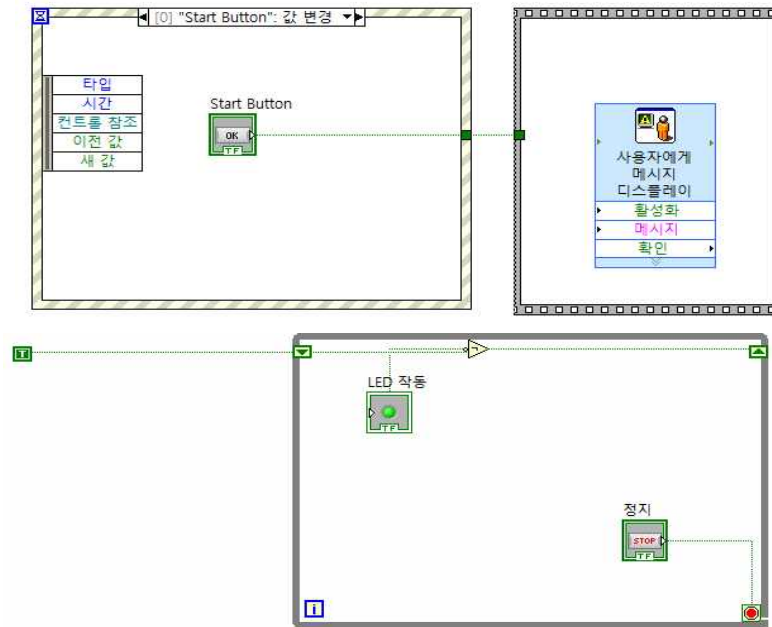 [0] "Start Button": 값 변경
타입
시간
컨트롤 참조
이전 값
새 값
Start Button
OK
TF
사용자에게
메시지
디스플레이
활성화
메시지
확인
T
LED 작동
TF
정지
STOP
TF
i